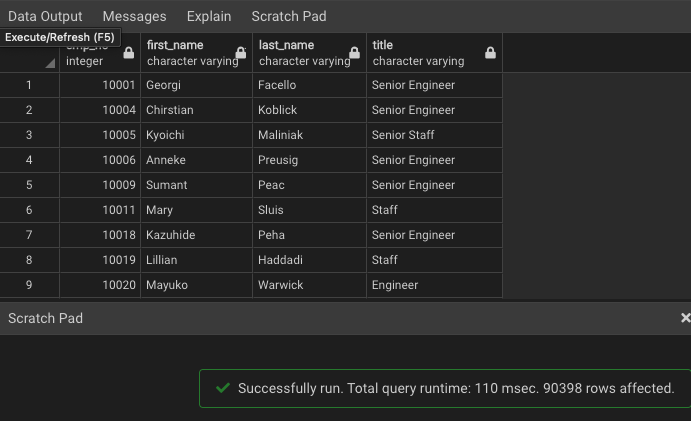 Data Output Messages Explain Scratch Pad
Execute/Refresh (F5)
first_name last_name title
integer character varying character varying character varying
1 10001 Georgi Facello Senior Engineer
2 10004 Chirstian Koblick Senior Engineer
3 10005 Kyoichi Maliniak Senior Staff
4 10006 Anneke Preusig Senior Engineer
5 10009 Sumant Peac Senior Engineer
6 10011 Mary Sluis Staff
7 10018 Kazuhide Peha Senior Engineer
8 10019 Lillian Haddadi Staff
9 10020 Mayuko Warwick Engineer
Scratch Pad
Successfully run. Total query runtime: 110 msec. 90398 rows affected.